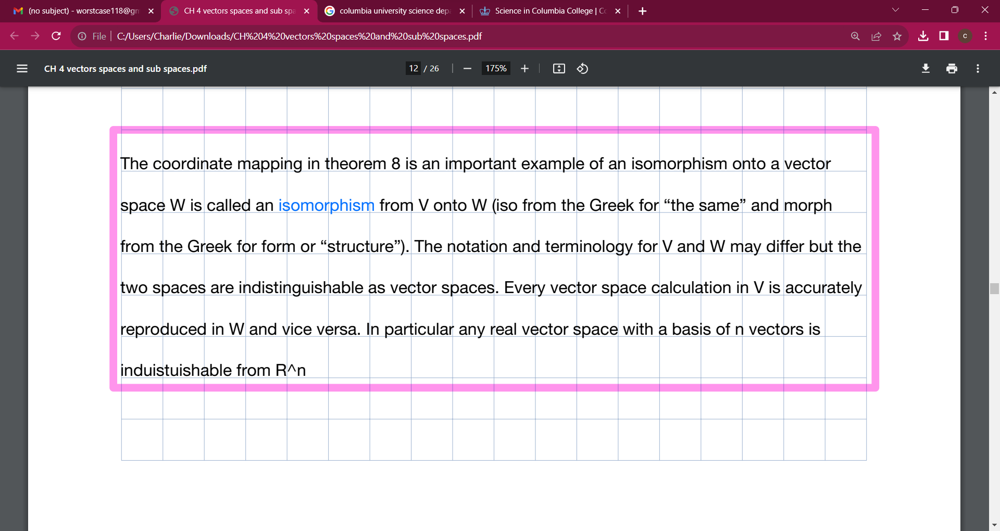 (no subject) - worstcase118@gm
CH 4 vectors spaces and sub spa
columbia university science depa
Science in Columbia College | Co
File
C:/Users/Charlie/Downloads/CH%204%20vectors%20spaces%20and%20sub%20spaces.pdf
c
CH 4 vectors spaces and sub spaces.pdf
12 / 26
175%
The coordinate mapping in theorem 8 is an important example of an isomorphism onto a vector
space W is called an isomorphism from V onto W (iso from the Greek for “the same” and morph
from the Greek for form or “structure”). The notation and terminology for V and W may differ but the
two spaces are indistinguishable as vector spaces. Every vector space calculation in V is accurately
reproduced in W and vice versa. In particular any real vector space with a basis of n vectors is
induistuishable from R^n